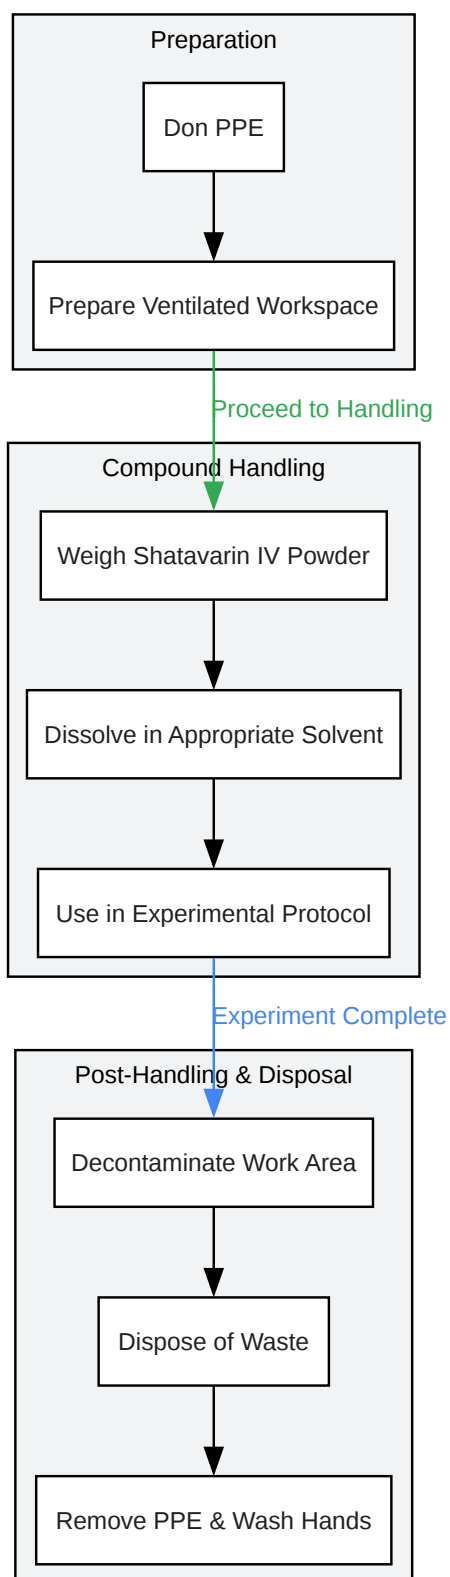 Preparation
Don PPE
Prepare Ventilated Workspace
Proceed to Handling
Compound Handling
Weigh Shatavarin IV Powder
Dissolve in Appropriate Solvent
Use in Experimental Protocol
Experiment Complete
Post-Handling & Disposal
Decontaminate Work Area
Dispose of Waste
Remove PPE & Wash Hands